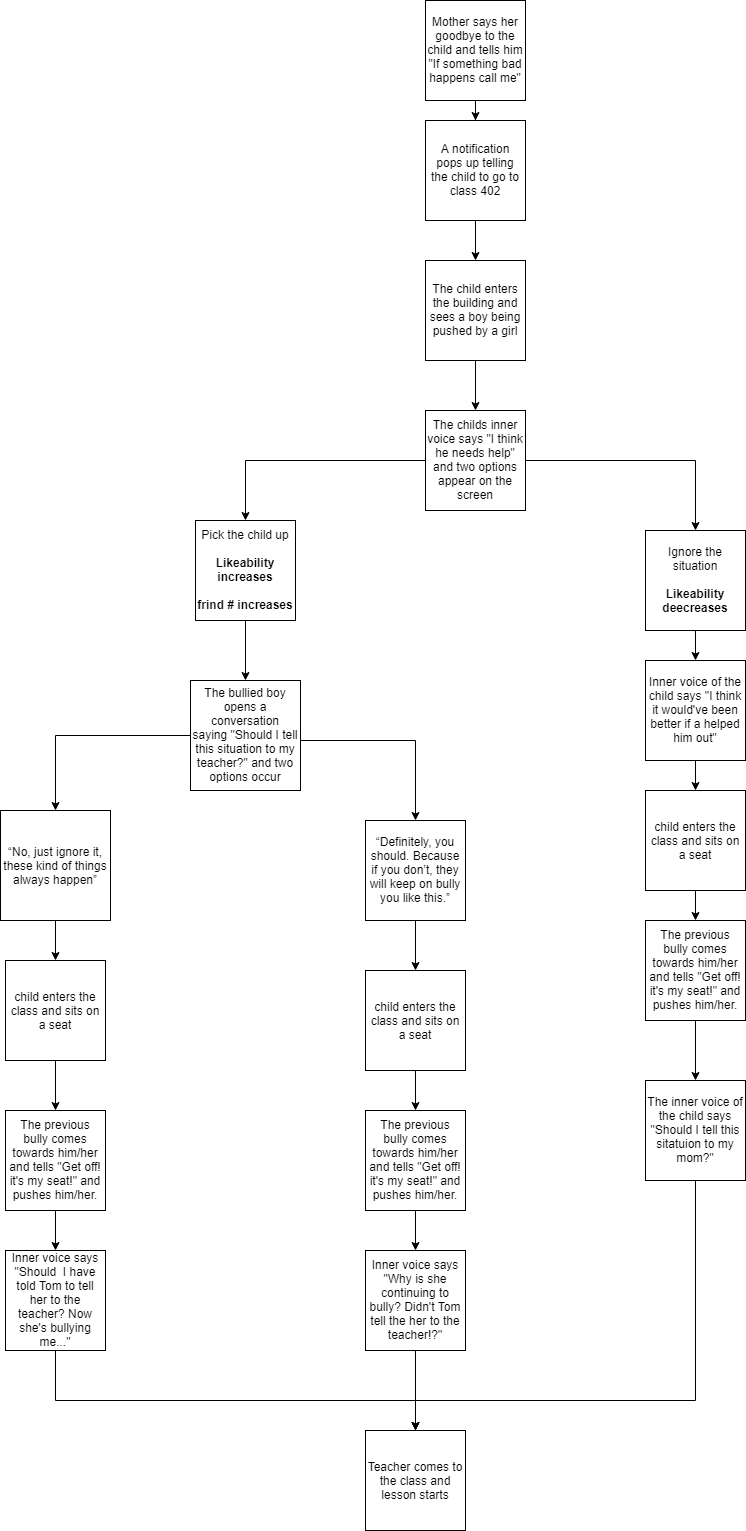 Mother says her
goodbye to the
child and tells him
"If something bad
happens call me"
A notification
pops up telling
the child to go to
class 402
The child enters
the building and
sees a boy being
pushed by a girl
The childs inner
voice says "I think
he needs help"
and two options
appear on the
screen
Pick the child up
Likeability
increases
frind # increases
Ignore the
situation
Likeability
deecreases
The bullied boy
opens a
conversation
saying "Should I tell
this situation to my
teacher?" and two
options occur
Inner voice of the
child says "I think
it would've been
better if a helped
him out"
“No, just ignore it,
these kind of things
always happen”
“Definitely, you
should. Because
if you don’t, they
will keep on bully
you like this.”
child enters the
class and sits on
a seat
child enters the
class and sits on
a seat
child enters the
class and sits on
a seat
The previous
bully comes
towards him/her
and tells "Get off!
it's my seat!" and
pushes him/her.
The previous
bully comes
towards him/her
and tells "Get off!
it's my seat!" and
pushes him/her.
The previous
bully comes
towards him/her
and tells "Get off!
it's my seat!" and
pushes him/her.
The inner voice of
the child says
"Should I tell this
sitatuion to my
mom?"
Inner voice says
"Should  I have
told Tom to tell
her to the
teacher? Now
she's bullying
me..."
Inner voice says
"Why is she
continuing to
bully? Didn't Tom
tell the her to the
teacher!?"
Teacher comes to
the class and
lesson starts